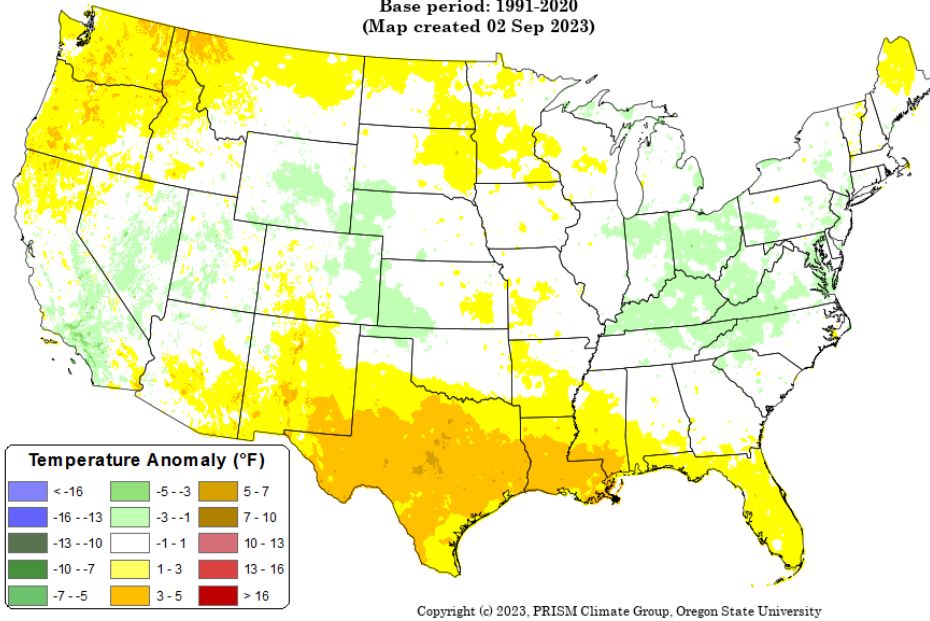 Base period: 1991-2020
(Map created 02 Sep 2023)
Temperature Anomaly (°F)
< -16 -5 - -3 5 - 7
-16 - -13 -3 - -1 7 - 10
-13 - -10 -1 - 1 10 - 13
-10 - -7 1 - 3 13 - 16
-7 - -5 3 - 5 > 16
Copyright (c) 2023, PRISM Climate Group, Oregon State University